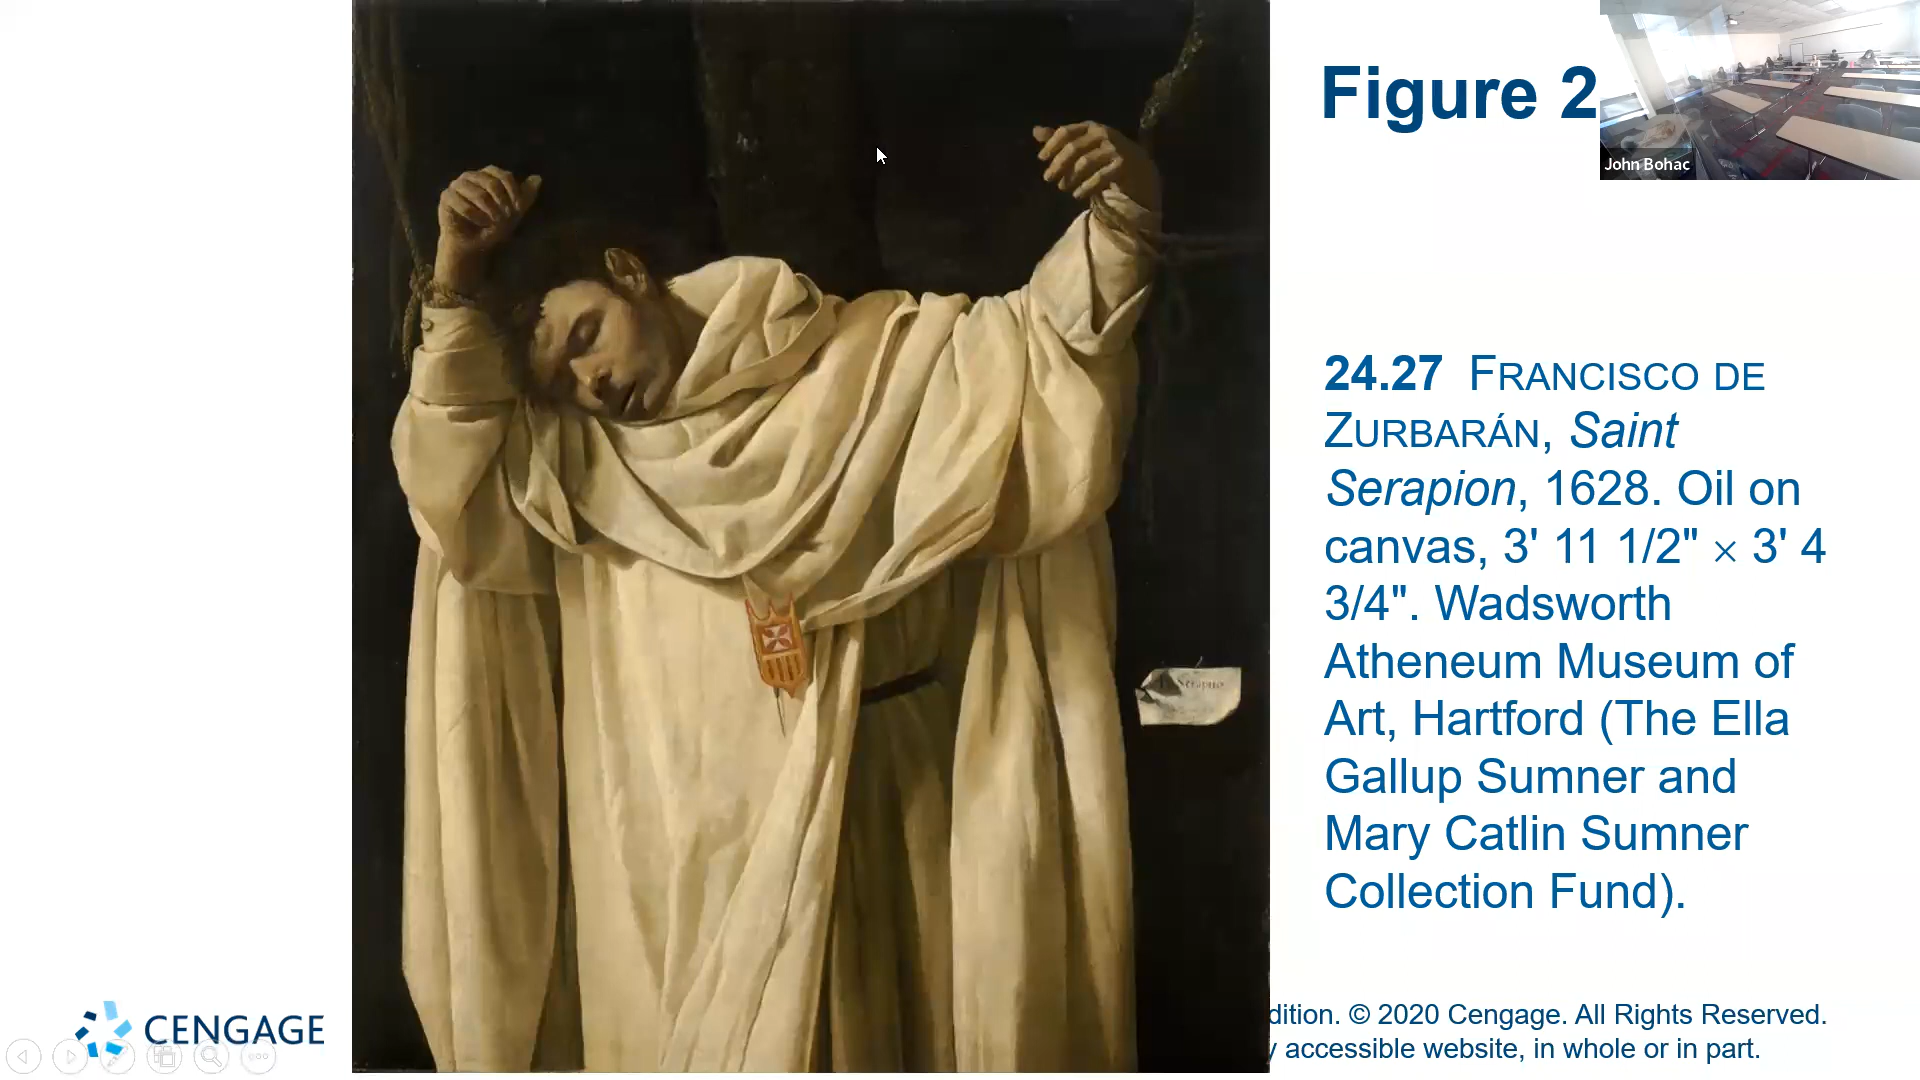 Figure 2
John Bohac
24.27 FRANCISCO DE
ZURBARÁN, Saint
Serapion, 1628. Oil on
canvas, 3' 11 1/2" × 3' 4
3/4". Wadsworth
Atheneum Museum of
Art, Hartford (The Ella
Gallup Sumner and
Mary Catlin Sumner
Collection Fund).
CENGAGE
dition. © 2020 Cengage. All Rights Reserved.
y accessible website, in whole or in part.